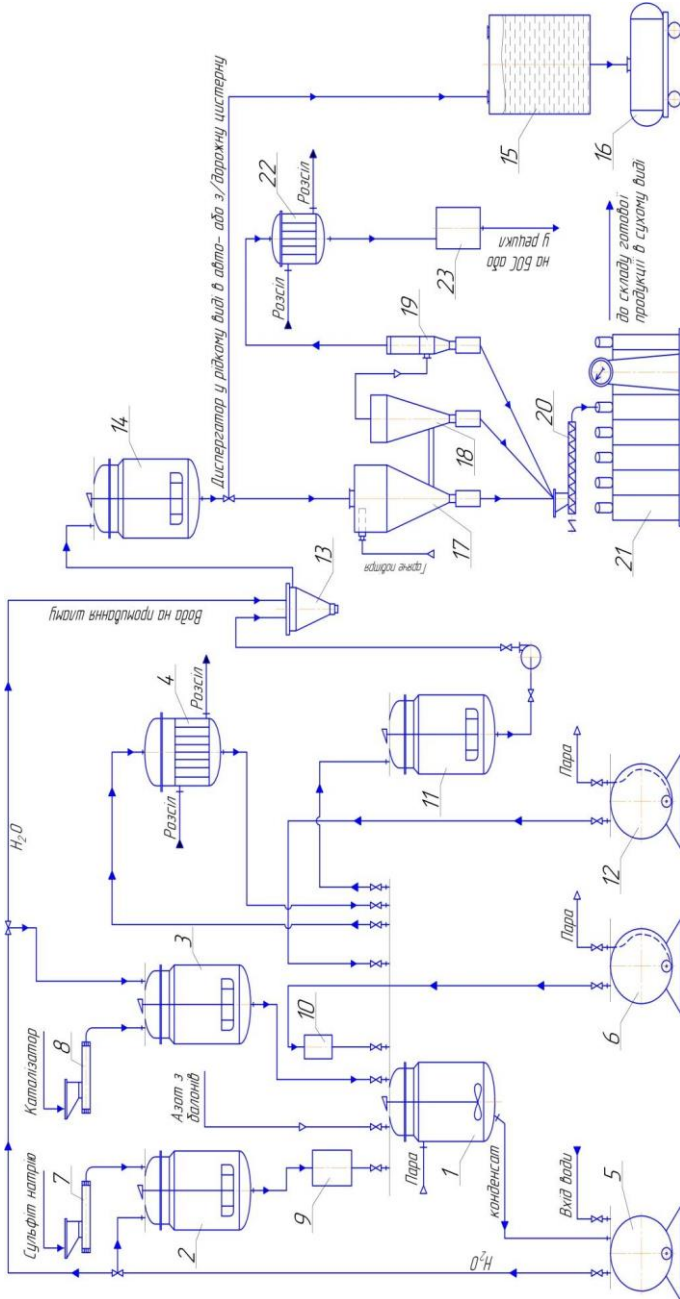 H₂O
Сульфіт натрію
7
Каталізатор
8
Вода на промивання шламу
14
Диспергатор у рідкому виді в авто- або з/дорожну цистерну
2
3
Розсіл
4
Розсіл
13
22
Розсіл
Розсіл
Азот з
балонів
9
10
Гаряче повітря
17
18
19
23
на БОС або
у рецикл
15
Пара
1
11
конденсат
H₂O
20
16
Вхід води
5
Пара
6
Пара
12
21
до складу готової
продукції в сухому виді